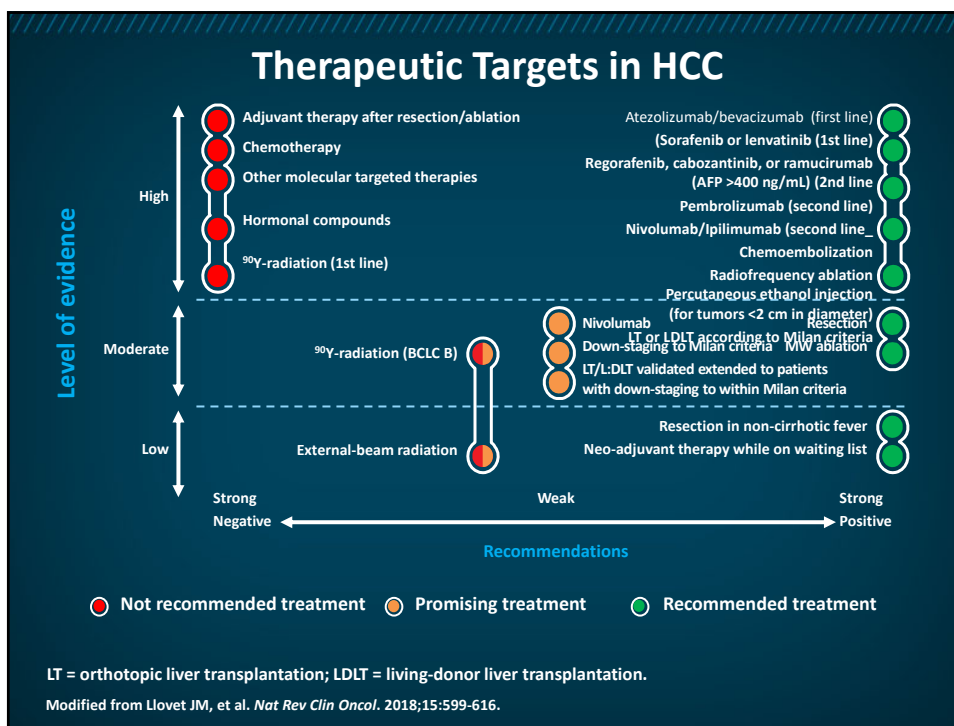 Therapeutic Targets in HCC
Level of evidence
High
Adjuvant therapy after resection/ablation
Chemotherapy
Other molecular targeted therapies
Hormonal compounds
⁹⁰Y-radiation (1st line)
Atezolizumab/bevacizumab (first line)
(Sorafenib or lenvatinib (1st line)
Regorafenib, cabozantinib, or ramucirumab
(AFP >400 ng/mL) (2nd line
Pembrolizumab (second line)
Nivolumab/Ipilimumab (second line_
Chemoembolization
Radiofrequency ablation
Percutaneous ethanol injection
(for tumors <2 cm in diameter)
Moderate
⁹⁰Y-radiation (BCLC B)
Nivolumab
Resection
LT or LDLT according to Milan criteria
Down-staging to Milan criteria
MW ablation
LT/L:DLT validated extended to patients
with down-staging to within Milan criteria
Low
External-beam radiation
Resection in non-cirrhotic fever
Neo-adjuvant therapy while on waiting list
Strong
Negative
Weak
Strong
Positive
Recommendations
Not recommended treatment
Promising treatment
Recommended treatment
LT = orthotopic liver transplantation; LDLT = living-donor liver transplantation.
Modified from Llovet JM, et al. Nat Rev Clin Oncol. 2018;15:599-616.